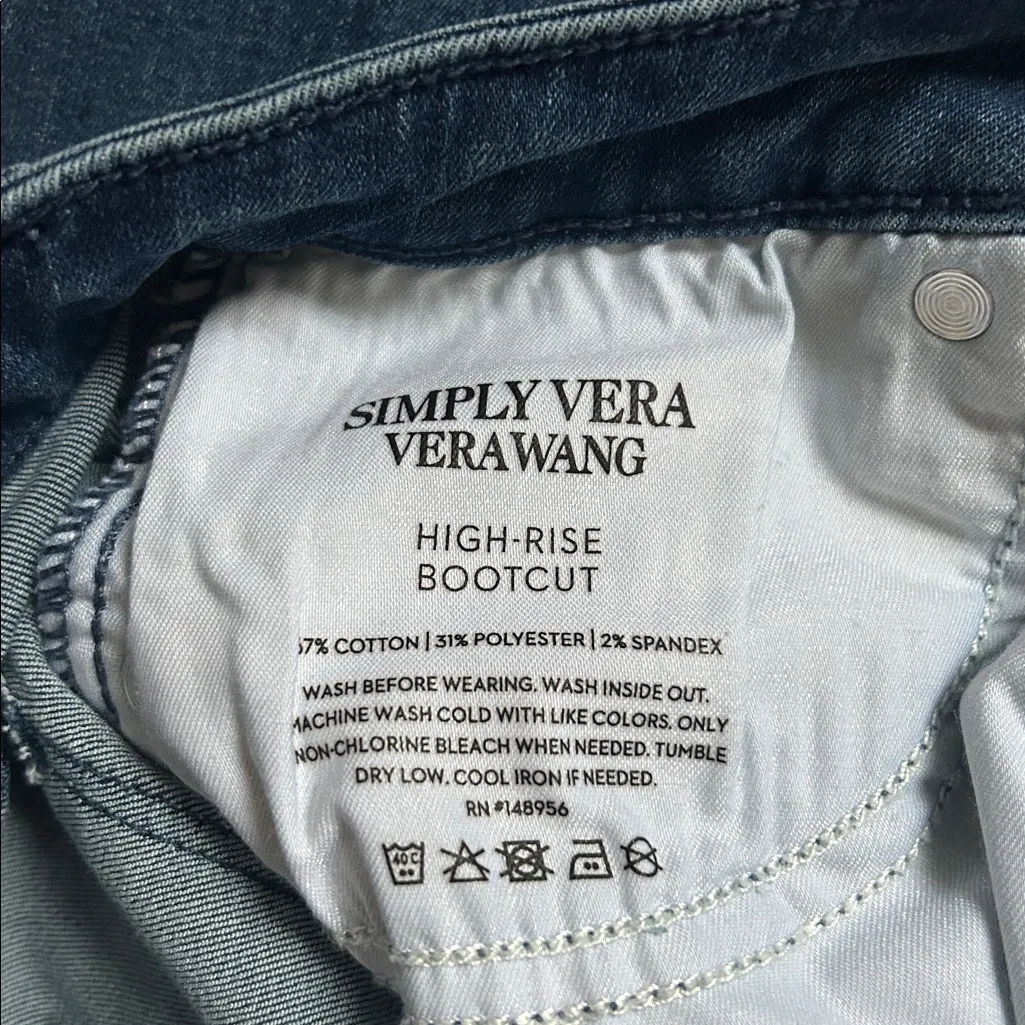 SIMPLY VERA
VERA WANG
HIGH-RISE
BOOTCUT
7% COTTON | 31% POLYESTER | 2% SPANDEX
WASH BEFORE WEARING. WASH INSIDE OUT.
MACHINE WASH COLD WITH LIKE COLORS. ONLY
NON-CHLORINE BLEACH WHEN NEEDED. TUMBLE
DRY LOW. COOL IRON IF NEEDED.
RN #148956
40 C